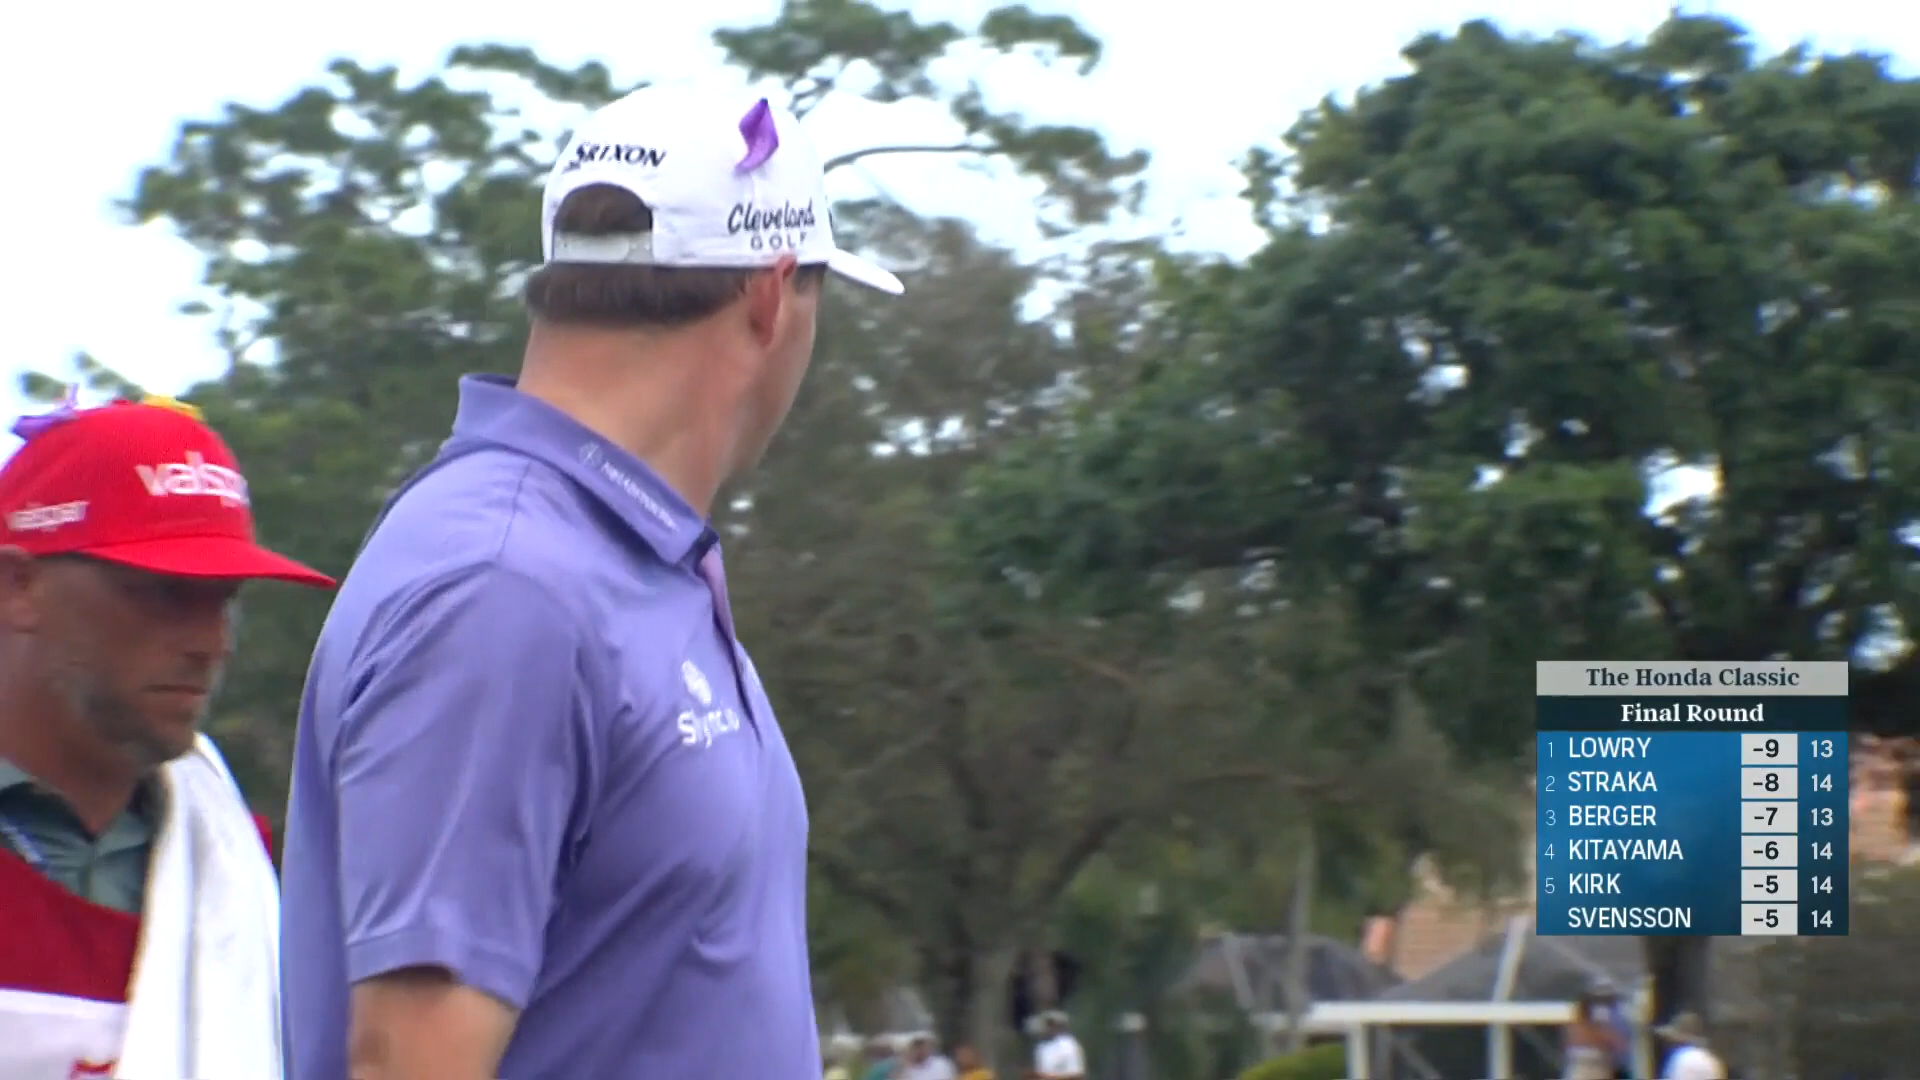 SRIXON
Cleveland
GOLF
valspar
The Honda Classic
Final Round
1 LOWRY -9 13
2 STRAKA -8 14
3 BERGER -7 13
4 KITAYAMA -6 14
5 KIRK -5 14
SVENSSON -5 14